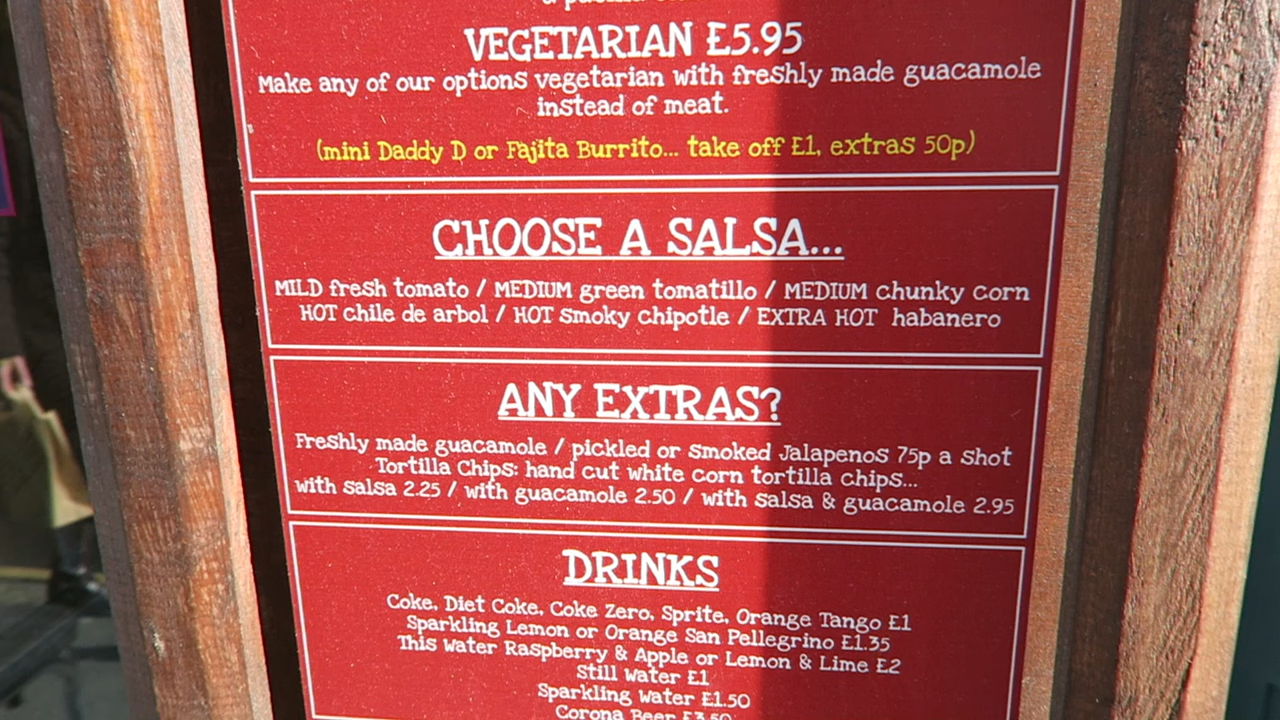 VEGETARIAN £5.95
Make any of our options vegetarian with freshly made guacamole
instead of meat.
(mini Daddy D or Fajita Burrito... take off £1, extras 50p)
CHOOSE A SALSA...
MILD fresh tomato / MEDIUM green tomatillo / MEDIUM chunky corn
HOT chile de arbol / HOT smoky chipotle / EXTRA HOT habanero
ANY EXTRAS?
Freshly made guacamole / pickled or smoked Jalapenos 75p a shot
Tortilla Chips: hand cut white corn tortilla chips...
with salsa 2.25 / with guacamole 2.50 / with salsa & guacamole 2.95
DRINKS
Coke, Diet Coke, Coke Zero, Sprite, Orange Tango £1
Sparkling Lemon or Orange San Pellegrino £1.35
This Water Raspberry & Apple or Lemon & Lime £2
Still Water £1
Sparkling Water £1.50
Corona Beer £3.50